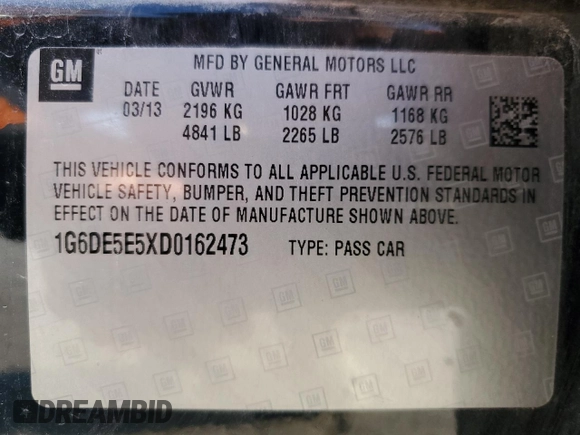 GM
MFD BY GENERAL MOTORS LLC
DATE GVWR GAWR FRT GAWR RR
03/13 2196 KG 1028 KG 1168 KG
4841 LB 2265 LB 2576 LB
THIS VEHICLE CONFORMS TO ALL APPLICABLE U.S. FEDERAL MOTOR
VEHICLE SAFETY, BUMPER, AND THEFT PREVENTION STANDARDS IN
EFFECT ON THE DATE OF MANUFACTURE SHOWN ABOVE.
1G6DE5E5XD0162473 TYPE: PASS CAR
DREAMBID